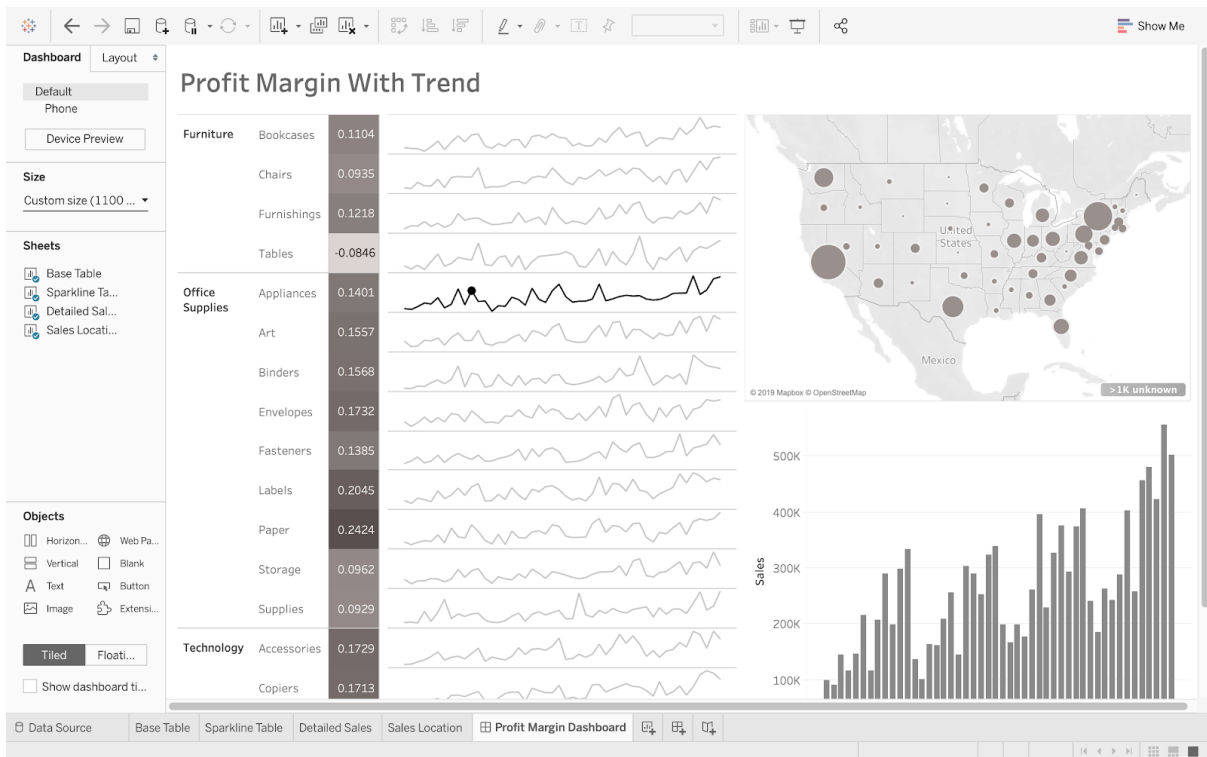 Show Me
Dashboard
Layout
Default
Phone
Device Preview
Size
Custom size (1100 ...
Sheets
Base Table
Sparkline Ta...
Detailed Sal...
Sales Locati...
Objects
Horizon... Web Pa...
Vertical Blank
A Text Button
Image Extensi...
Tiled Floati...
Show dashboard ti...
Profit Margin With Trend
Furniture Bookcases 0.1104
Chairs 0.0935
Furnishings 0.1218
Tables -0.0846
Office Supplies Appliances 0.1401
Art 0.1557
Binders 0.1568
Envelopes 0.1732
Fasteners 0.1385
Labels 0.2045
Paper 0.2424
Storage 0.0962
Supplies 0.0929
Technology Accessories 0.1729
Copiers 0.1713
United
States
Mexico
© 2019 Mapbox © OpenStreetMap
>1K unknown
Sales
500K
400K
300K
200K
100K
Data Source Base Table Sparkline Table Detailed Sales Sales Location Profit Margin Dashboard